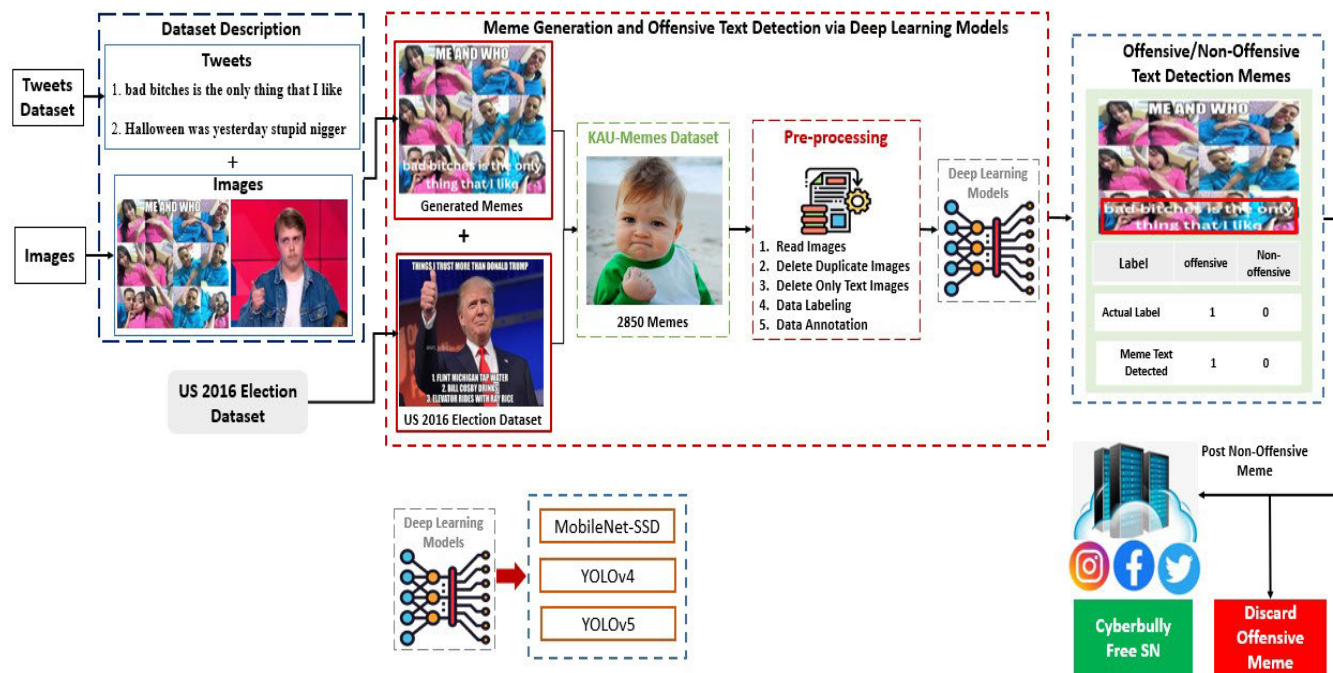 Dataset Description
Tweets
1. bad bitches is the only thing that I like
2. Halloween was yesterday stupid nigger
+
Images
ME AND WHO
Tweets
Dataset
Images
US 2016 Election
Dataset
Meme Generation and Offensive Text Detection via Deep Learning Models
ME AND WHO
bad bitches is the only
thing that I like
Generated Memes
+
THINGS I TRUST MORE THAN DONALD TRUMP
1. FLINT MICHIGAN TAP WATER
2. BILL COSBY DRINKS
3. ELEVATOR RIDES WITH RAY RICE
US 2016 Election Dataset
KAU-Memes Dataset
2850 Memes
Pre-processing
1. Read Images
2. Delete Duplicate Images
3. Delete Only Text Images
4. Data Labeling
5. Data Annotation
Deep Learning
Models
Offensive/Non-Offensive
Text Detection Memes
ME AND WHO
bad bitches is the only
thing that I like
Label offensive Non-
offensive
Actual Label 1 0
Meme Text
Detected 1 0
Post Non-Offensive
Meme
Cyberbully
Free SN
Discard
Offensive
Meme
Deep Learning
Models
MobileNet-SSD
YOLOv4
YOLOv5